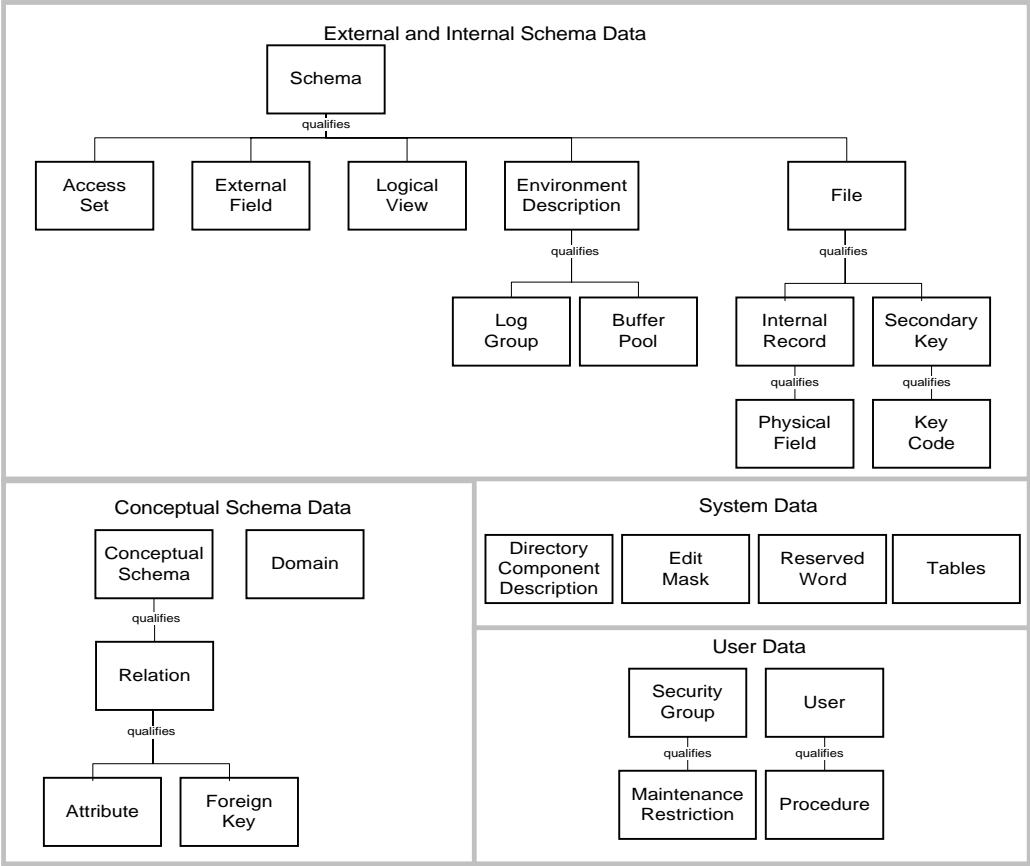 External and Internal Schema Data
Schema
qualifies
Access
Set
External
Field
Logical
View
Environment
Description
File
qualifies
qualifies
Log
Group
Buffer
Pool
Internal
Record
Secondary
Key
qualifies
qualifies
Physical
Field
Key
Code
Conceptual Schema Data
Conceptual
Schema
Domain
qualifies
Relation
qualifies
Attribute
Foreign
Key
System Data
Directory
Component
Description
Edit
Mask
Reserved
Word
Tables
User Data
Security
Group
User
qualifies
qualifies
Maintenance
Restriction
Procedure